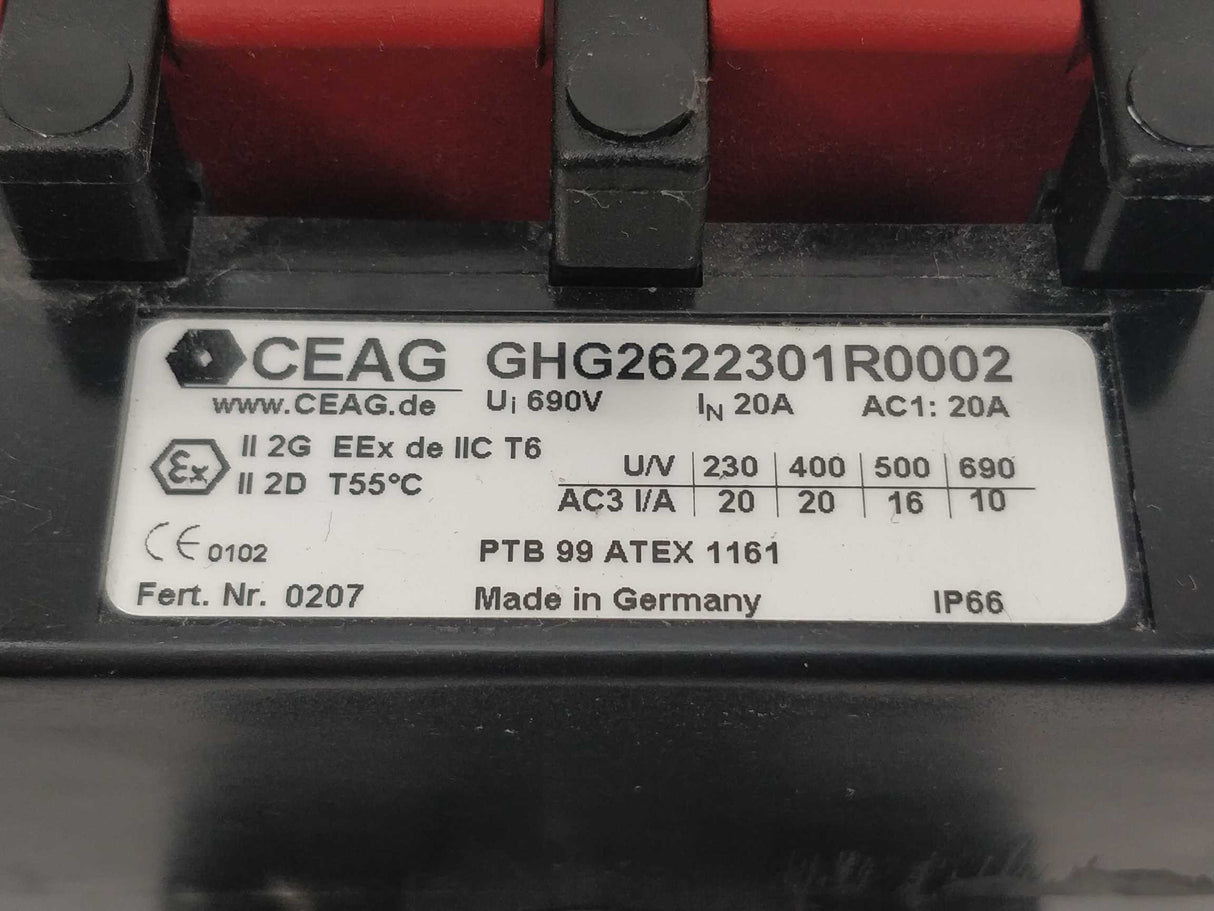 CEAG GHG2622301R0002
www.CEAG.de Ui 690V IN 20A AC1: 20A
Ex II 2G EEx de IIC T6
II 2D T55°C
U/V 230 400 500 690
AC3 I/A 20 20 16 10
CE 0102 PTB 99 ATEX 1161
Fert. Nr. 0207 Made in Germany IP66